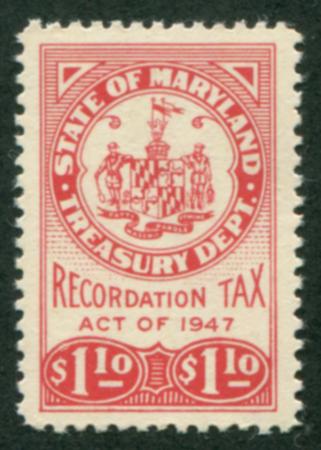 STATE OF MARYLAND
TREASURY DEPT.
RECORDATION TAX
ACT OF 1947
$1.10 $1.10